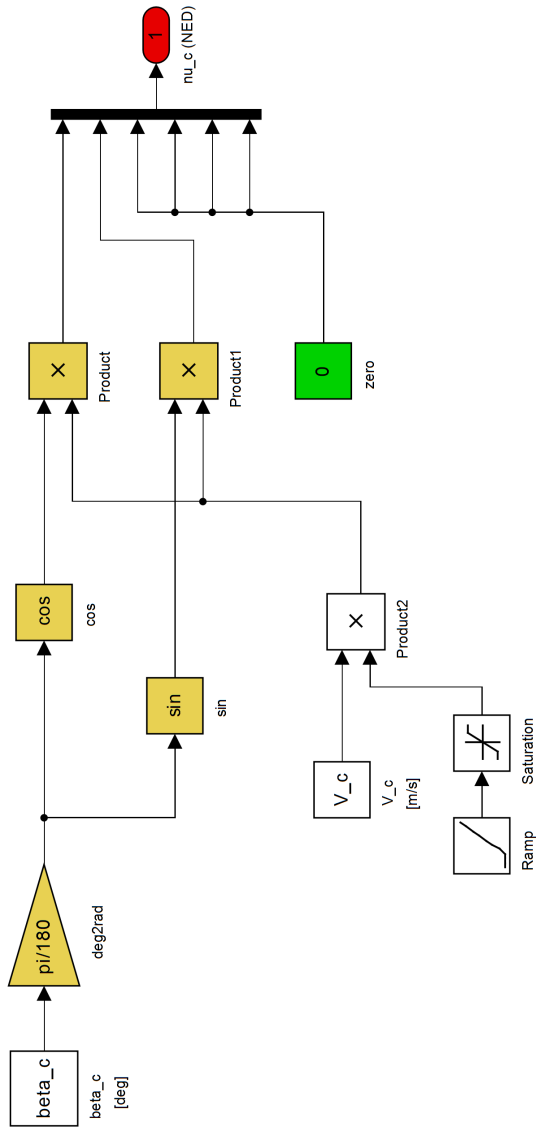 beta_c
beta_c
[deg]
pi/180
deg2rad
cos
cos
sin
sin
V_c
V_c
[m/s]
Ramp
Saturation
×
Product2
×
Product
×
Product1
0
zero
1
nu_c (NED)